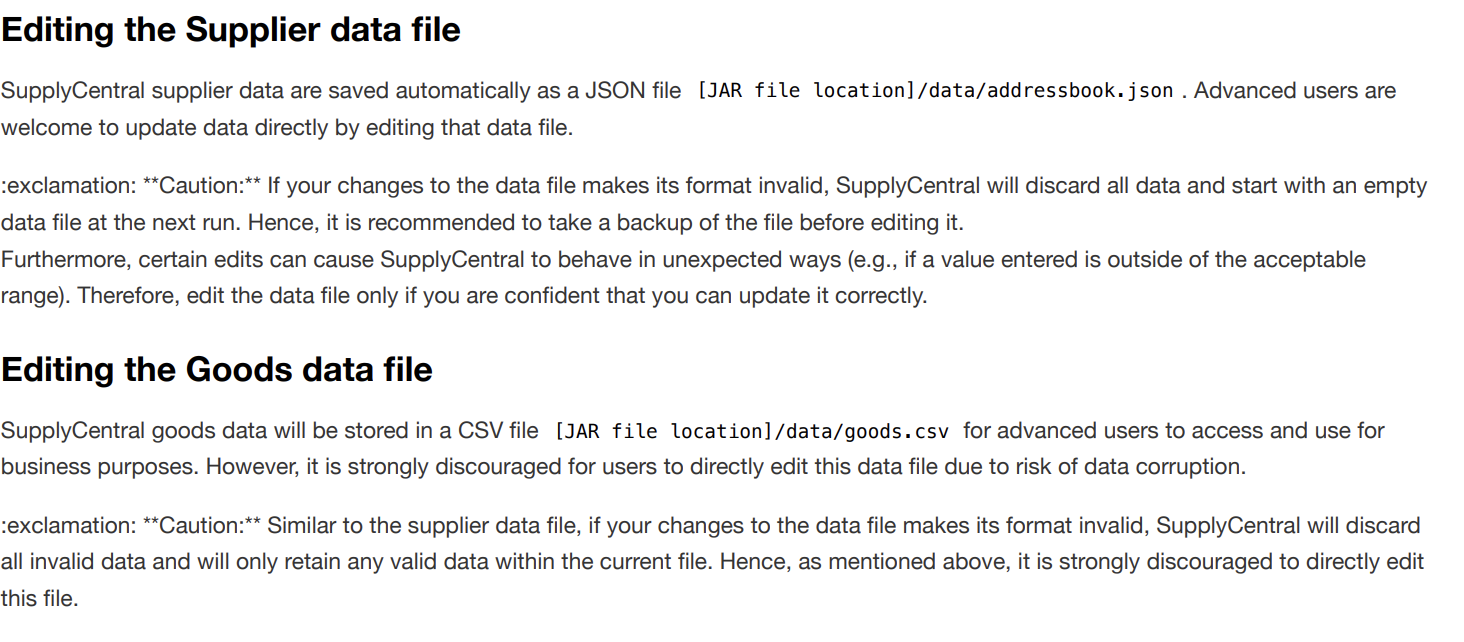 Editing the Supplier data file
SupplyCentral supplier data are saved automatically as a JSON file [JAR file location]/data/addressbook.json . Advanced users are
welcome to update data directly by editing that data file.
:exclamation: **Caution:** If your changes to the data file makes its format invalid, SupplyCentral will discard all data and start with an empty
data file at the next run. Hence, it is recommended to take a backup of the file before editing it.
Furthermore, certain edits can cause SupplyCentral to behave in unexpected ways (e.g., if a value entered is outside of the acceptable
range). Therefore, edit the data file only if you are confident that you can update it correctly.
Editing the Goods data file
SupplyCentral goods data will be stored in a CSV file [JAR file location]/data/goods.csv for advanced users to access and use for
business purposes. However, it is strongly discouraged for users to directly edit this data file due to risk of data corruption.
:exclamation: **Caution:** Similar to the supplier data file, if your changes to the data file makes its format invalid, SupplyCentral will discard
all invalid data and will only retain any valid data within the current file. Hence, as mentioned above, it is strongly discouraged to directly edit
this file.